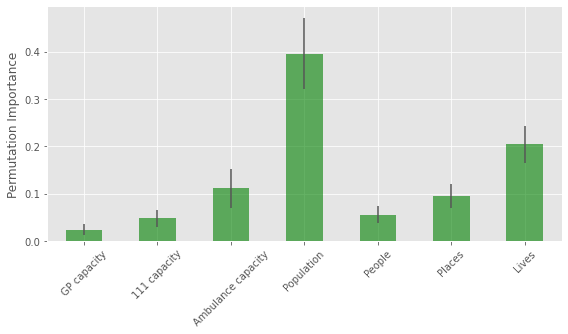 Permutation Importance
0.4
0.3
0.2
0.1
0.0
GP capacity
111 capacity
Ambulance capacity
Population
People
Places
Lives